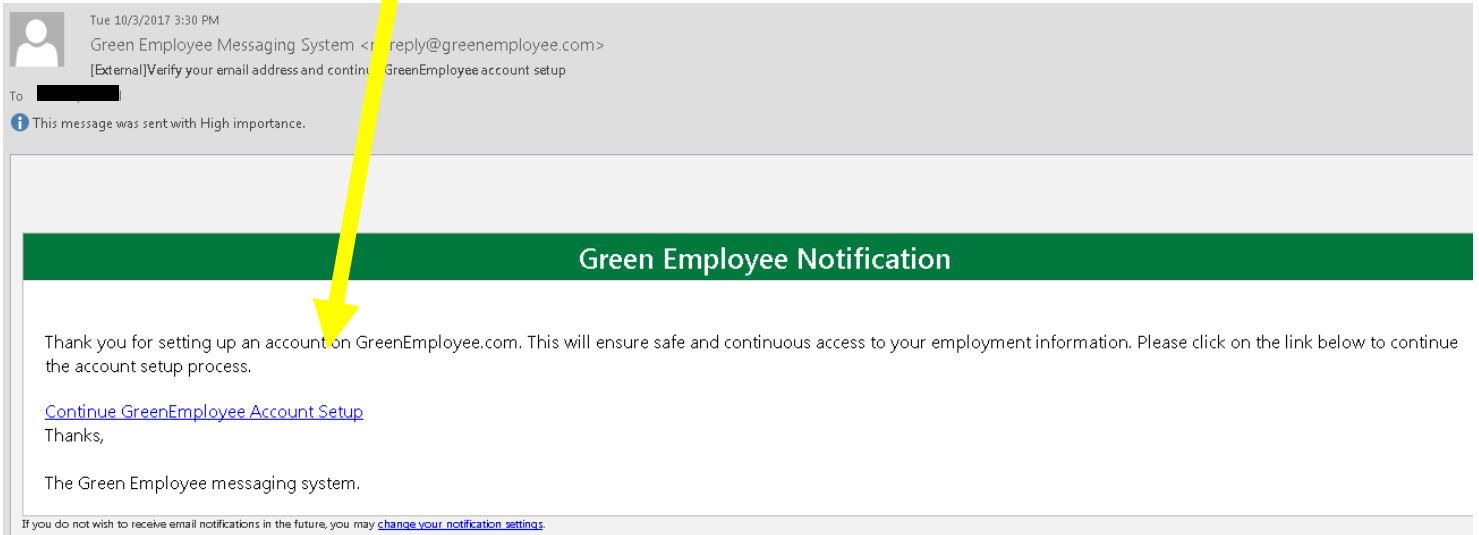 Tue 10/3/2017 3:30 PM
Green Employee Messaging System <reply@greenemployee.com>
[External]Verify your email address and continue GreenEmployee account setup
To
This message was sent with High importance.
Green Employee Notification
Thank you for setting up an account on GreenEmployee.com. This will ensure safe and continuous access to your employment information. Please click on the link below to continue
the account setup process.
Continue GreenEmployee Account Setup
Thanks,
The Green Employee messaging system.
If you do not wish to receive email notifications in the future, you may change your notification settings.